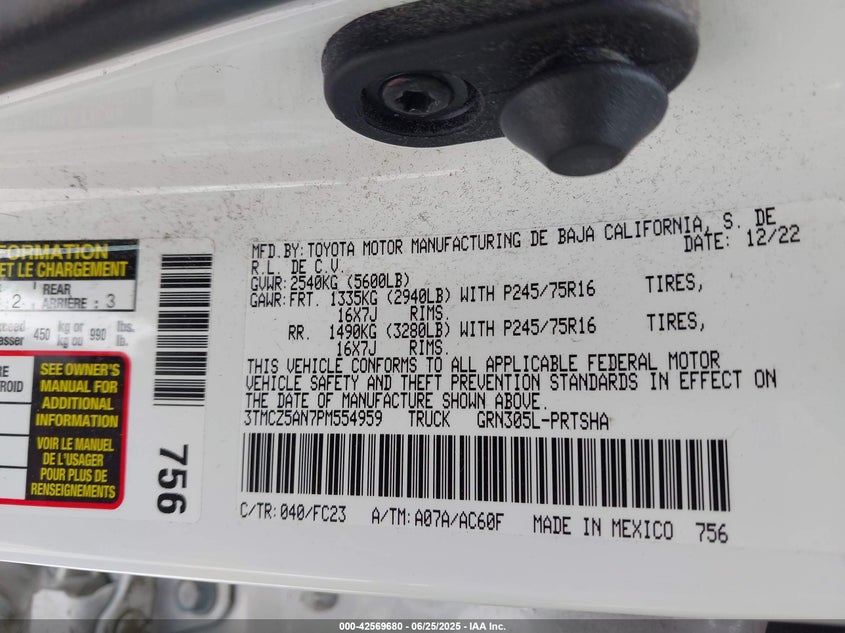 FORMATION
ET LE CHARGEMENT
: 2 REAR
ARRIÈRE : 3
450 kg or 990 lbs.
kg ou lb.
SEE OWNER'S
MANUAL FOR
ADDITIONAL
INFORMATION
VOIR LE MANUEL
DE L'USAGER
POUR PLUS DE
RENSEIGNEMENTS
756
MFD.BY:TOYOTA MOTOR MANUFACTURING DE BAJA CALIFORNIA, S. DE
R.L. DE C.V. DATE: 12/22
GVWR:2540KG (5600LB)
GAWR:FRT. 1335KG (2940LB) WITH P245/75R16 TIRES,
16X7J RIMS.
RR. 1490KG (3280LB) WITH P245/75R16 TIRES,
16X7J RIMS.
THIS VEHICLE CONFORMS TO ALL APPLICABLE FEDERAL MOTOR
VEHICLE SAFETY AND THEFT PREVENTION STANDARDS IN EFFECT ON
THE DATE OF MANUFACTURE SHOWN ABOVE.
3TMCZ5AN7PM554959 TRUCK GRN305L-PRTSHA
C/TR:040/FC23 A/TM:A07A/AC60F MADE IN MEXICO 756
000-42569680 - 06/25/2025 - IAA Inc.